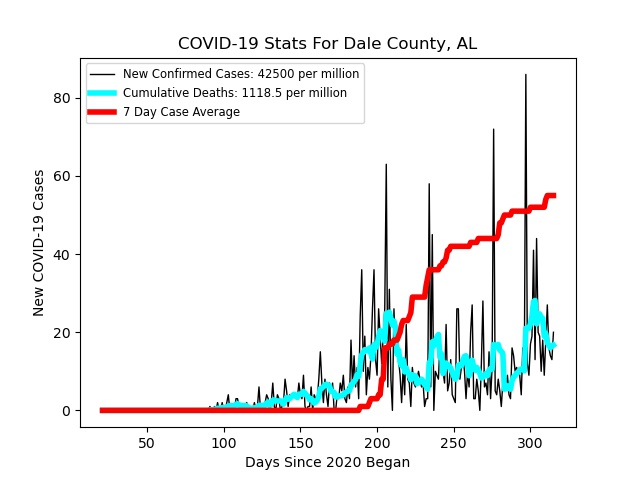 COVID-19 Stats For Dale County, AL
New Confirmed Cases: 42500 per million
Cumulative Deaths: 1118.5 per million
7 Day Case Average
New COVID-19 Cases
80
60
40
20
0
50 100 150 200 250 300
Days Since 2020 Began